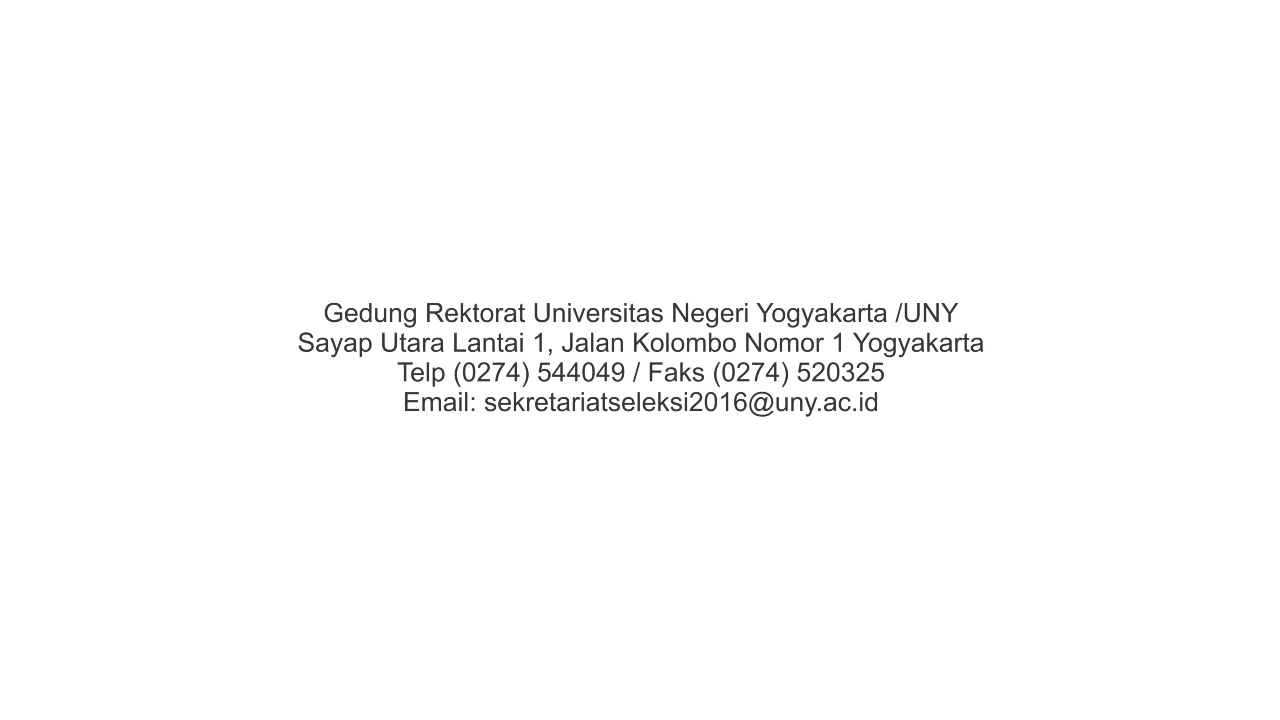 Gedung Rektorat Universitas Negeri Yogyakarta /UNY
Sayap Utara Lantai 1, Jalan Kolombo Nomor 1 Yogyakarta
Telp (0274) 544049 / Faks (0274) 520325
Email: sekretariatseleksi2016@uny.ac.id